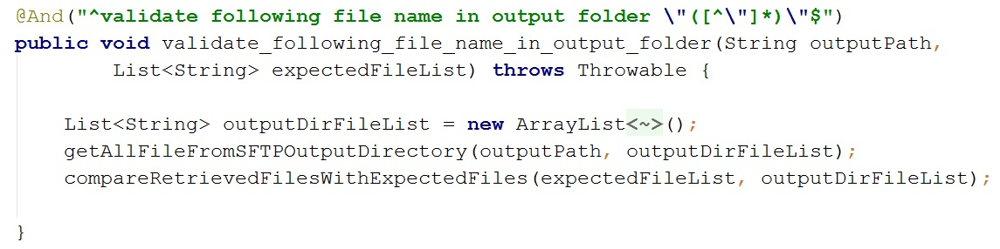 @And("^validate following file name in output folder \"([^\"]*)\"$")
public void validate_following_file_name_in_output_folder(String outputPath,
        List<String> expectedFileList) throws Throwable {
    List<String> outputDirFileList = new ArrayList<~>();
    getAllFileFromSFTPOutputDirectory(outputPath, outputDirFileList);
    compareRetrievedFilesWithExpectedFiles(expectedFileList, outputDirFileList);
}